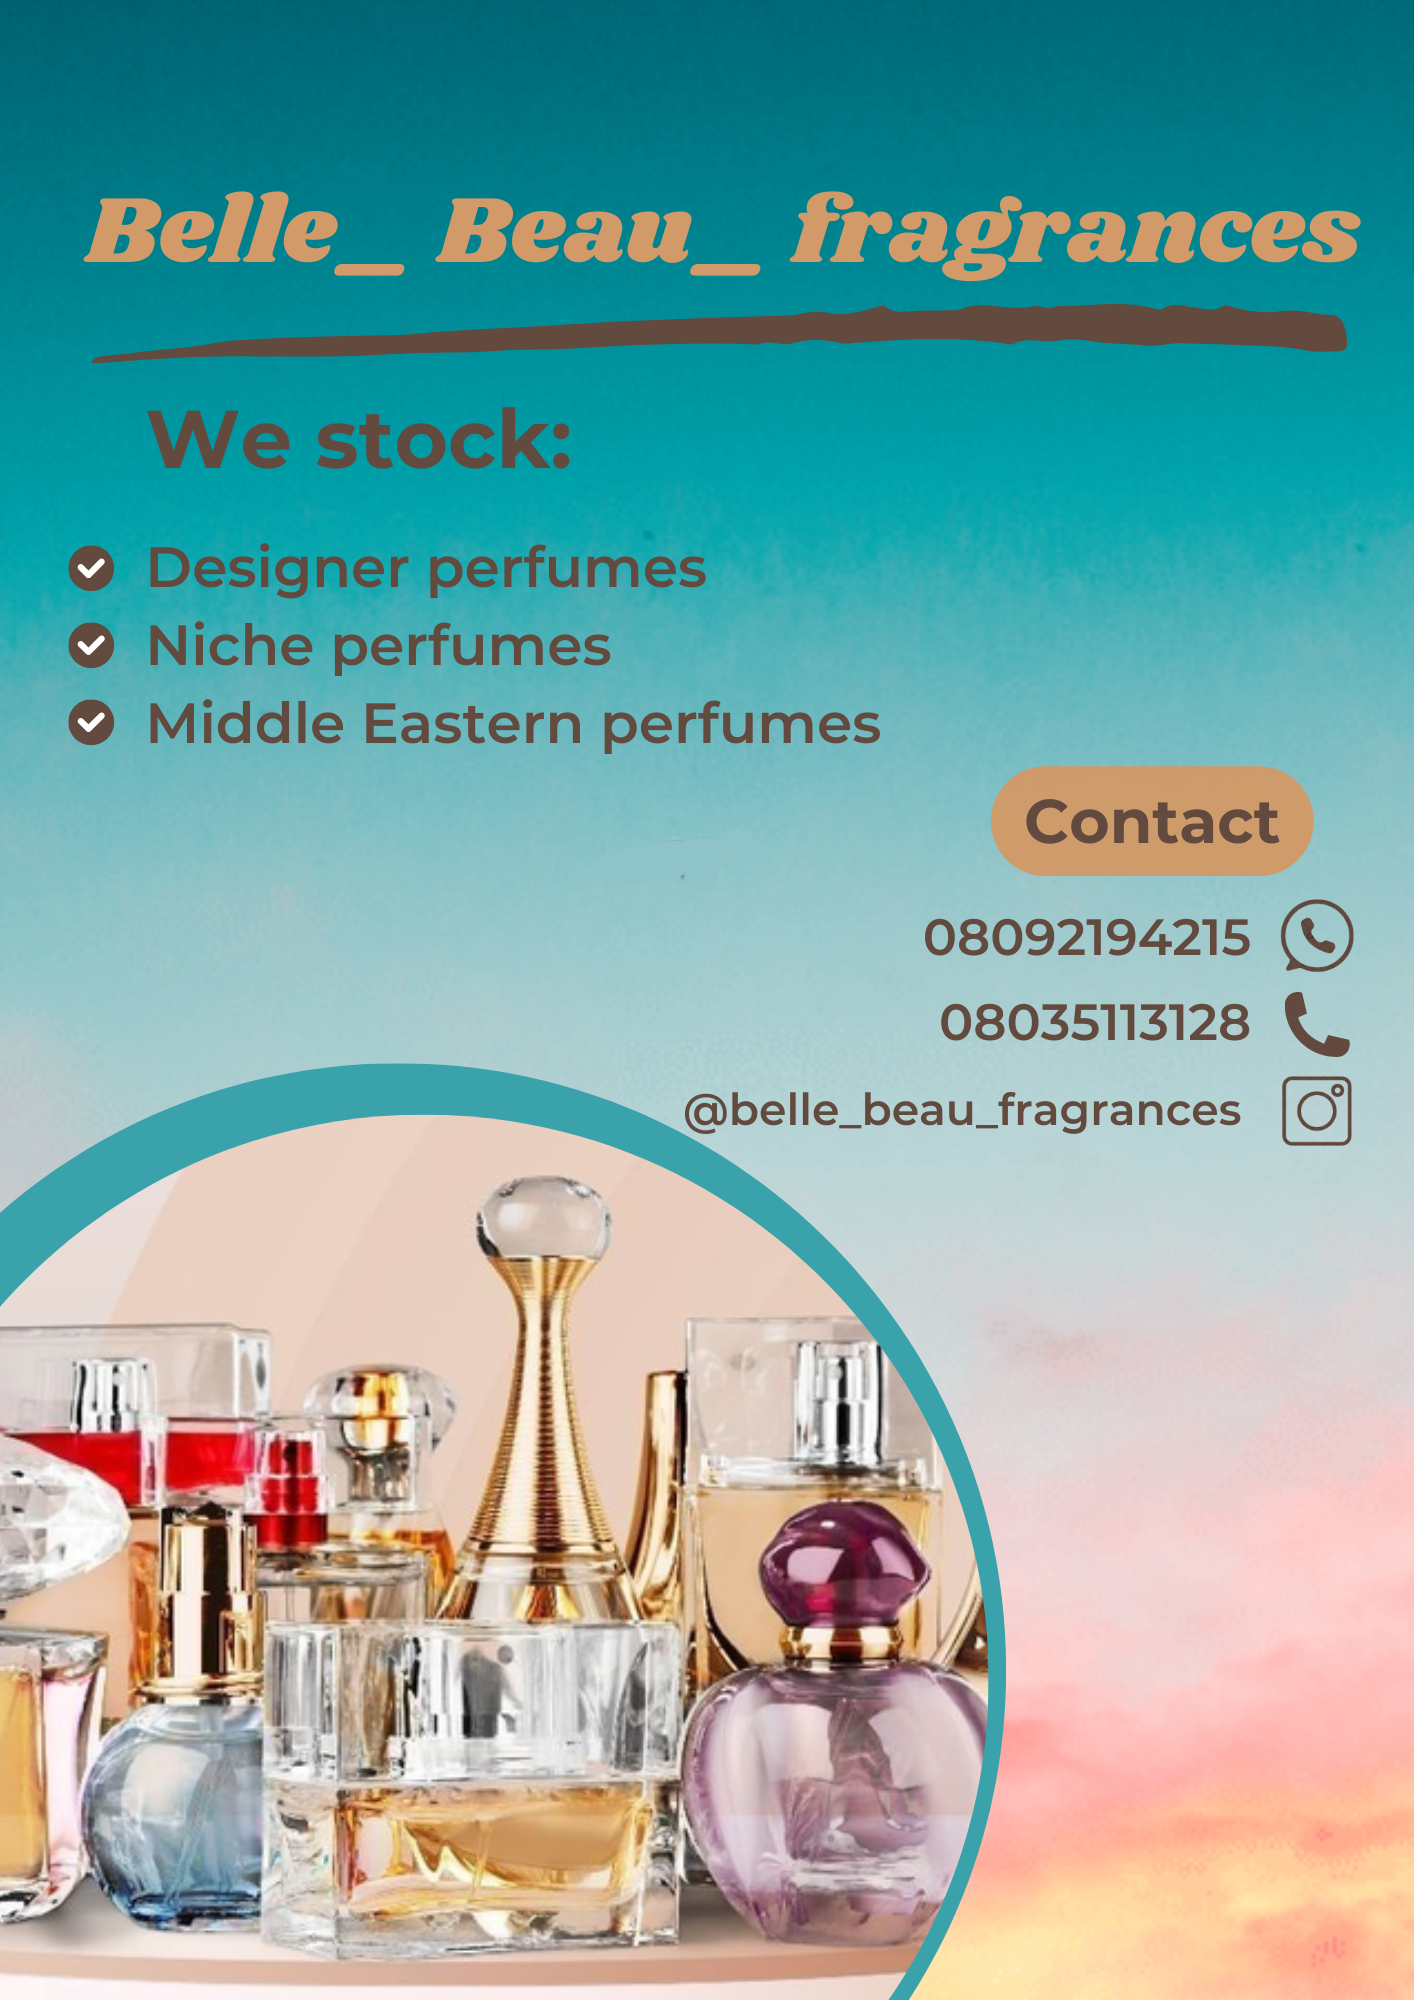 Belle_ Beau_ fragrances
We stock:
Designer perfumes
Niche perfumes
Middle Eastern perfumes
Contact
08092194215
08035113128
@belle_beau_fragrances